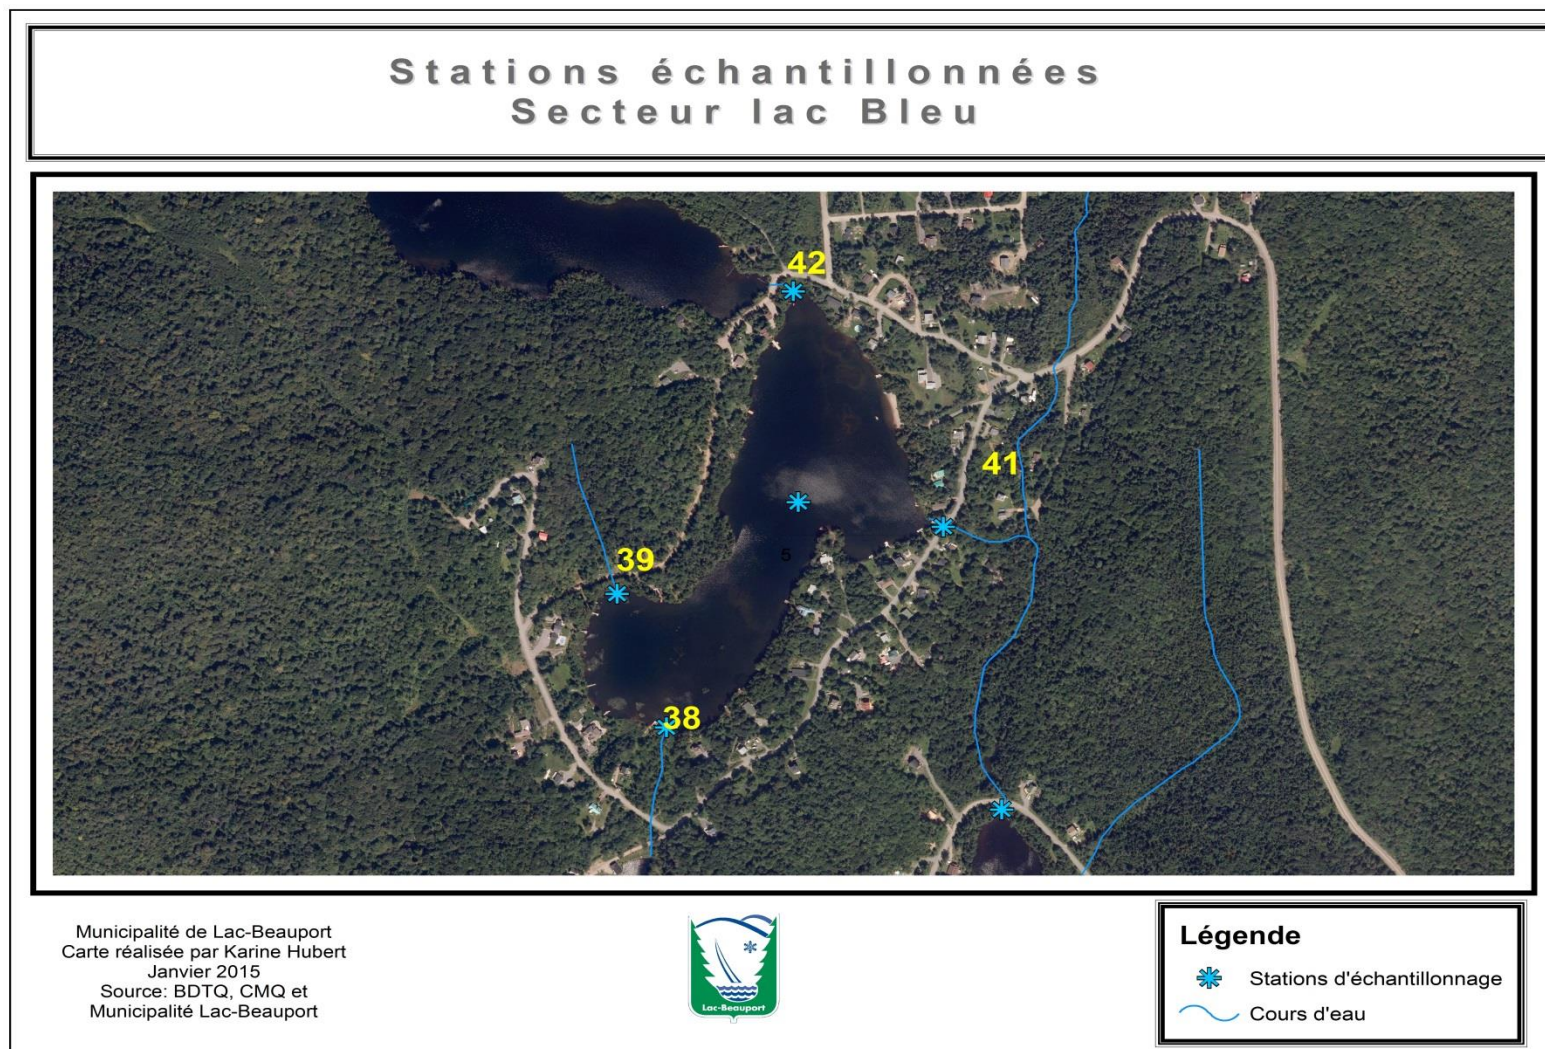 Stations échantillonnées
Secteur lac Bleu
42
41
5
39
38
Municipalité de Lac-Beauport
Carte réalisée par Karine Hubert
Janvier 2015
Source: BDTQ, CMQ et
Municipalité Lac-Beauport
Lac-Beauport
Légende
Stations d'échantillonnage
Cours d'eau